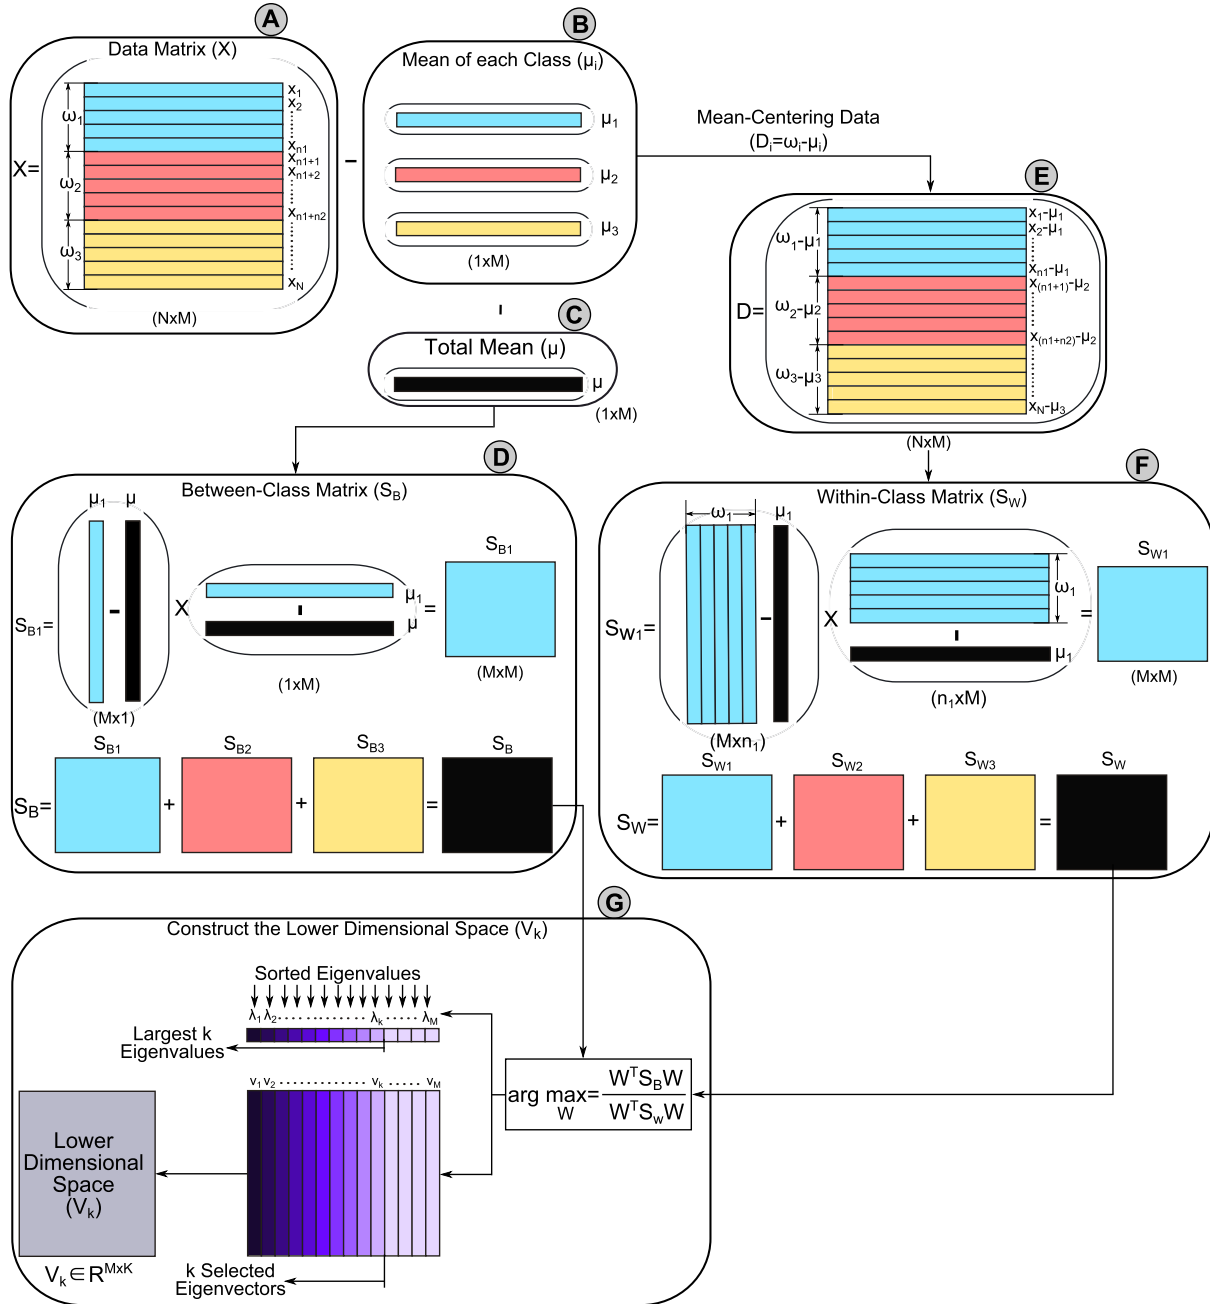 A
Data Matrix (X)
X=
ω1
ω2
ω3
x1
x2
xn1
xn1+1
xn1+2
xn1+n2
xN
(NxM)
–
B
Mean of each Class (μi)
μ1
μ2
μ3
(1xM)
–
C
Total Mean (μ)
μ
(1xM)
Mean-Centering Data
(Di=ωi-μi)
E
D=
ω1-μ1
ω2-μ2
ω3-μ3
x1-μ1
x2-μ1
xn1-μ1
x(n1+1)-μ2
x(n1+n2)-μ2
xN-μ3
(NxM)
D
Between-Class Matrix (SB)
μ1 μ
SB1=
–
(Mx1)
X
μ1
–
μ
(1xM)
=
SB1
(MxM)
SB1 SB2 SB3 SB
SB= + + =
F
Within-Class Matrix (SW)
ω1 μ1
SW1=
–
(Mxn1)
X
ω1
–
μ1
(n1xM)
=
SW1
(MxM)
SW1 SW2 SW3 SW
SW= + + =
G
Construct the Lower Dimensional Space (Vk)
Sorted Eigenvalues
λ1 λ2 ............... λk ...... λM
Largest k
Eigenvalues
v1 v2 ............... vk ..... vM
arg max= WTSBW
W WTSwW
Lower
Dimensional
Space
(Vk)
Vk∈RMxK
k Selected
Eigenvectors